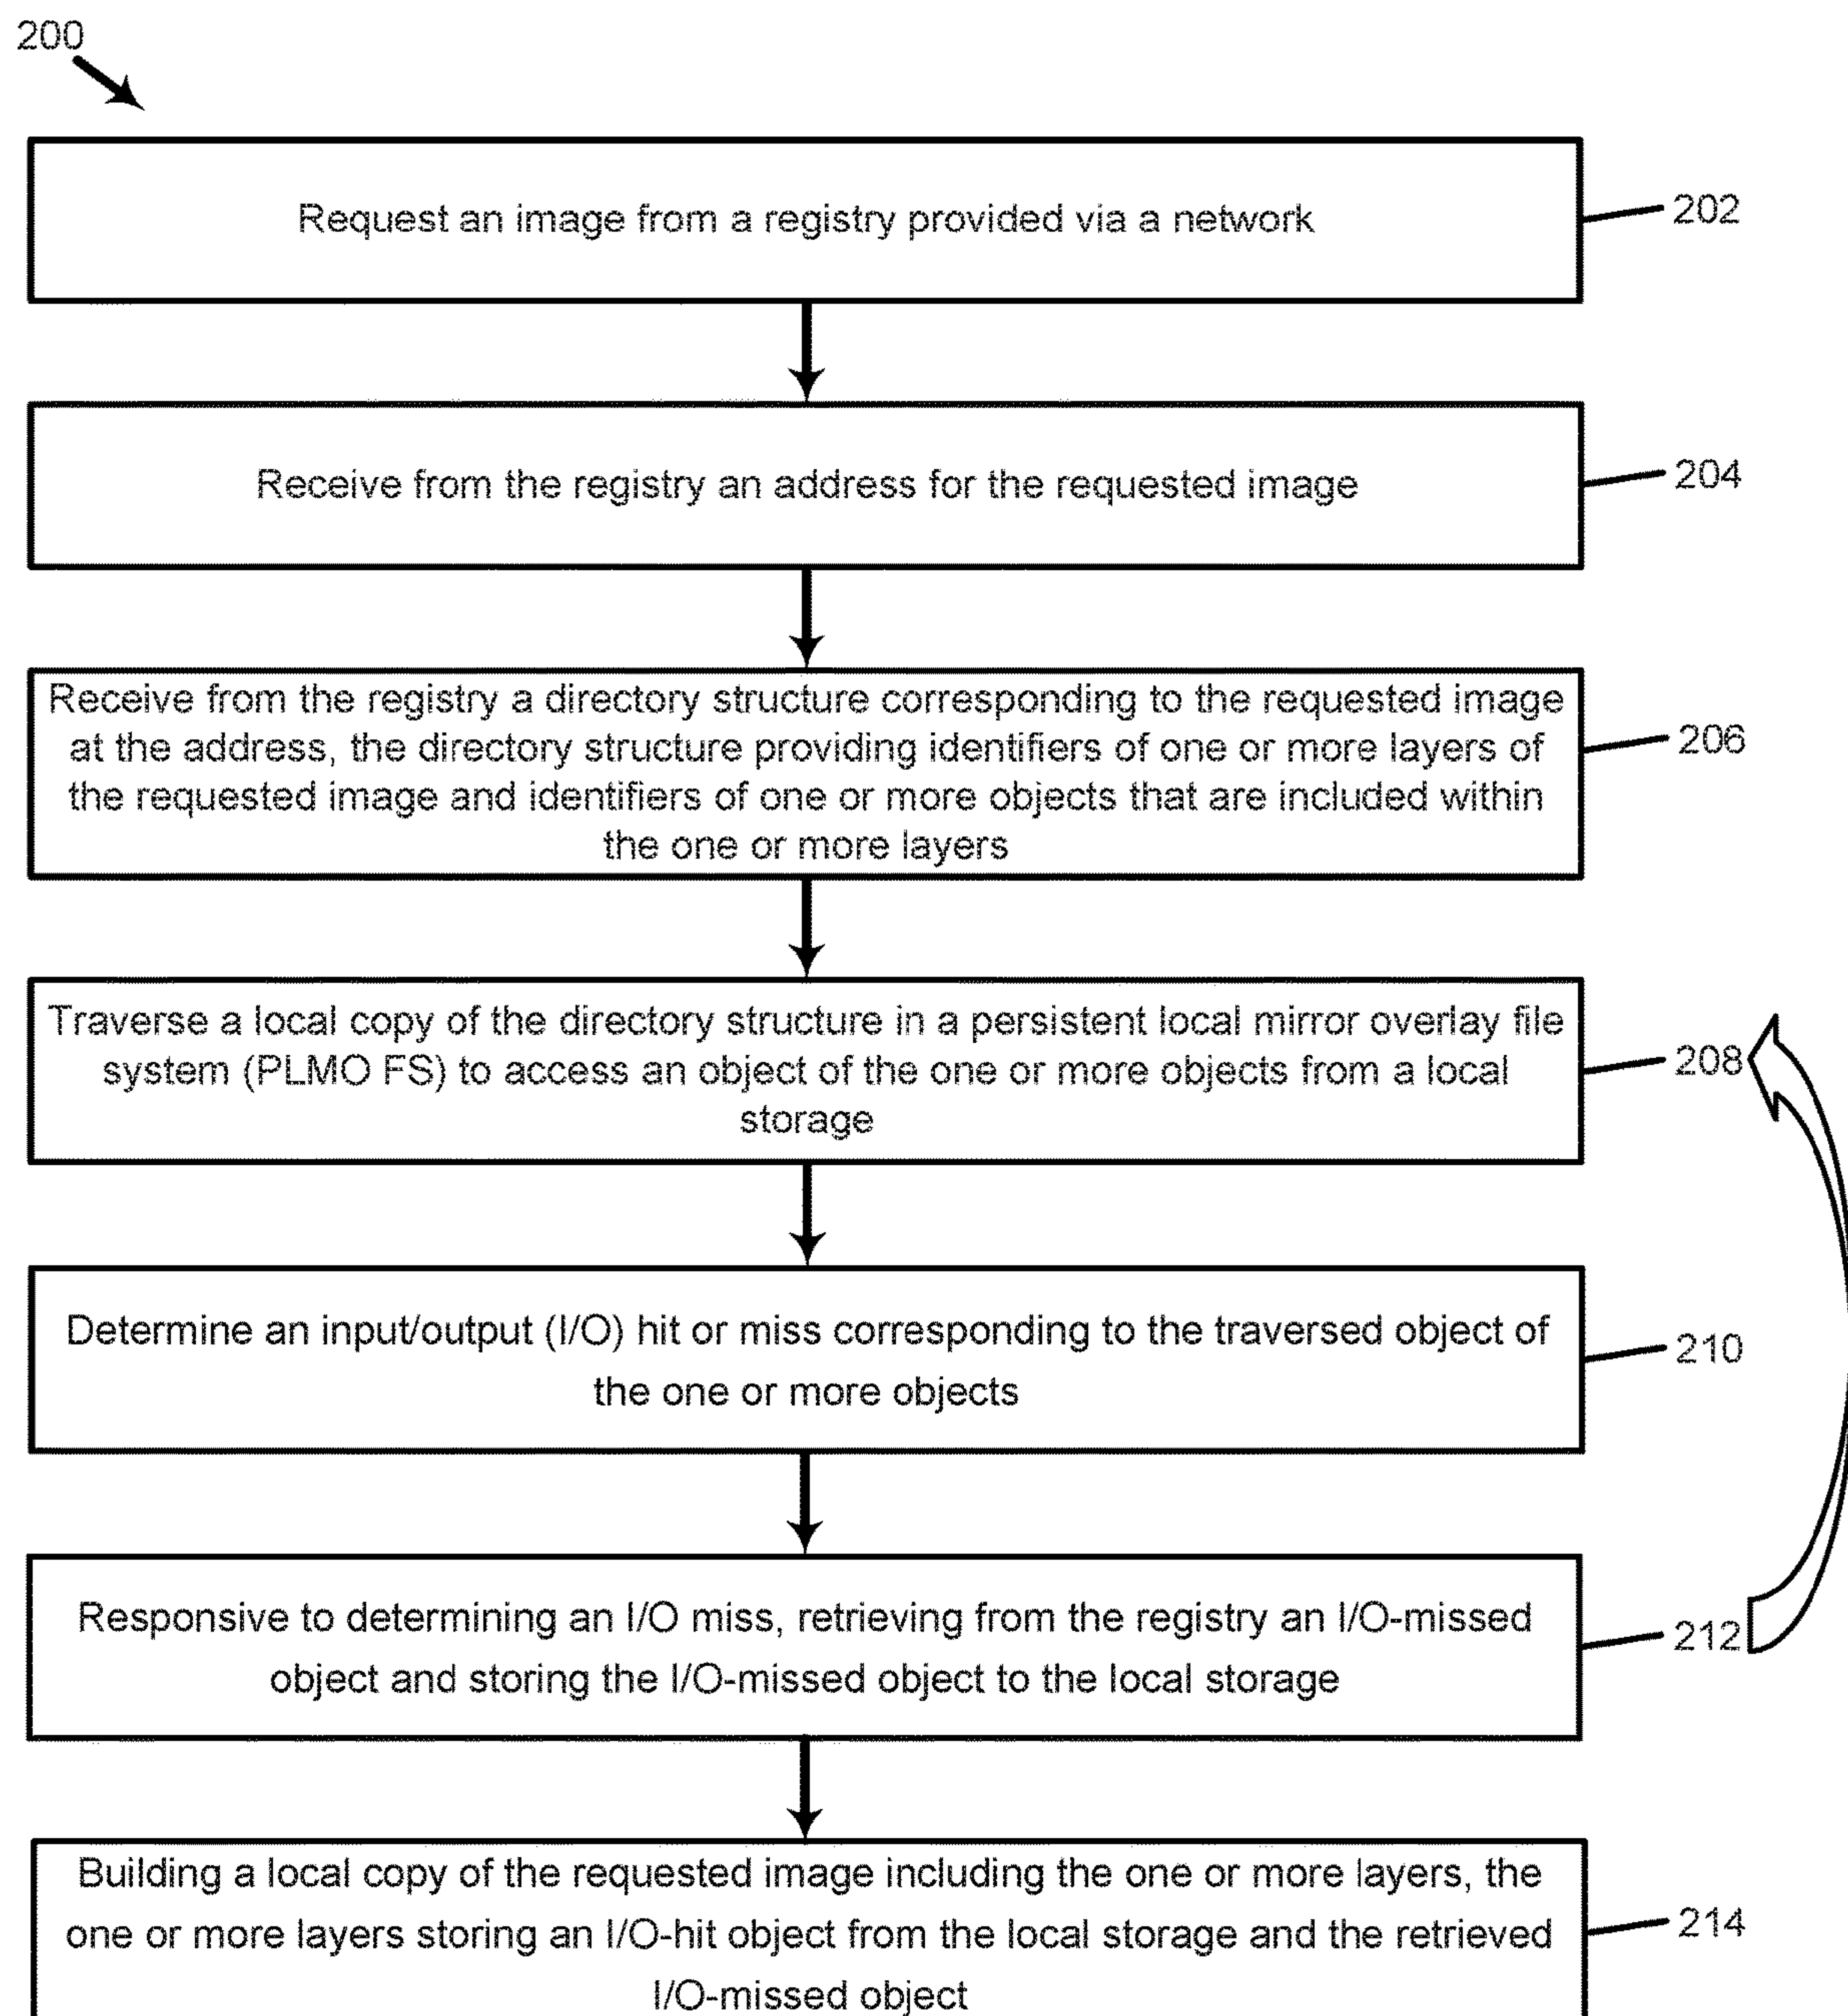 200
Request an image from a registry provided via a network
202
Receive from the registry an address for the requested image
204
Receive from the registry a directory structure corresponding to the requested image
at the address, the directory structure providing identifiers of one or more layers of
the requested image and identifiers of one or more objects that are included within
the one or more layers
206
Traverse a local copy of the directory structure in a persistent local mirror overlay file
system (PLMO FS) to access an object of the one or more objects from a local
storage
208
Determine an input/output (I/O) hit or miss corresponding to the traversed object of
the one or more objects
210
Responsive to determining an I/O miss, retrieving from the registry an I/O-missed
object and storing the I/O-missed object to the local storage
212
Building a local copy of the requested image including the one or more layers, the
one or more layers storing an I/O-hit object from the local storage and the retrieved
I/O-missed object
214